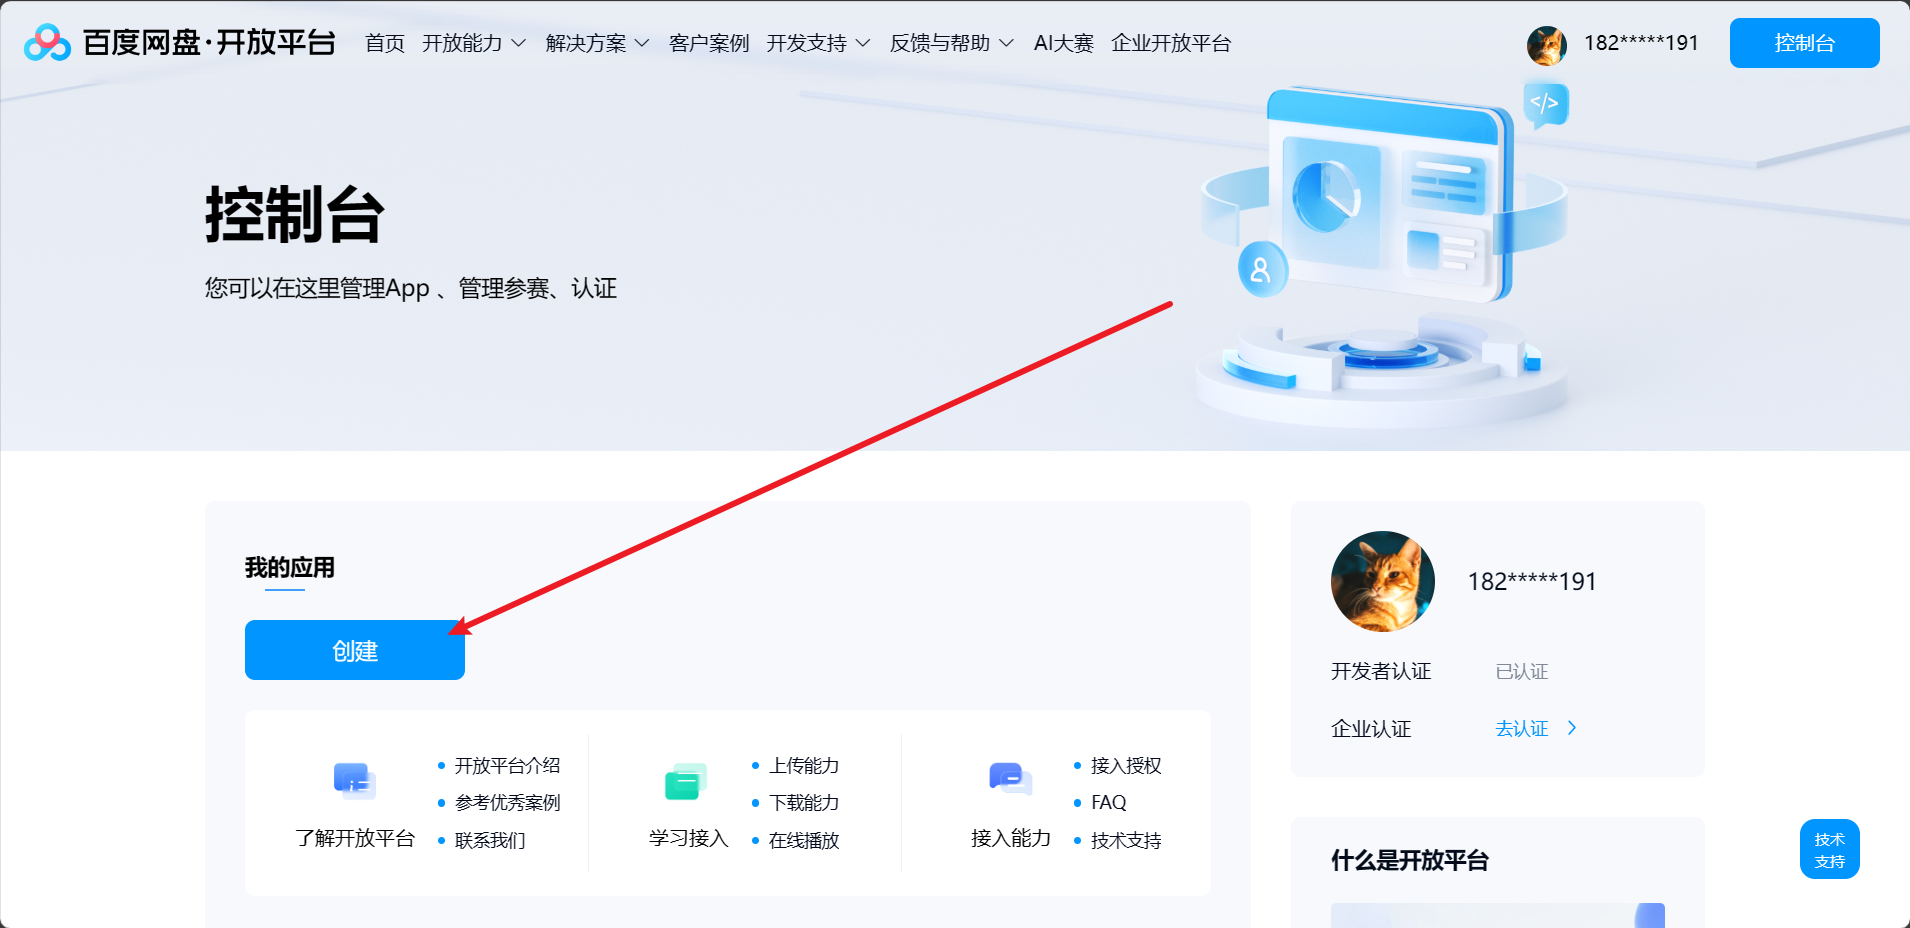 百度网盘·开放平台 首页 开放能力 解决方案 客户案例 开发支持 反馈与帮助 AI大赛 企业开放平台 182*****191 控制台
</>
控制台
您可以在这里管理App 、管理参赛、认证
我的应用
创建
了解开放平台
开放平台介绍
参考优秀案例
联系我们
学习接入
上传能力
下载能力
在线播放
接入能力
接入授权
FAQ
技术支持
182*****191
开发者认证 已认证
企业认证 去认证
什么是开放平台
技术
支持